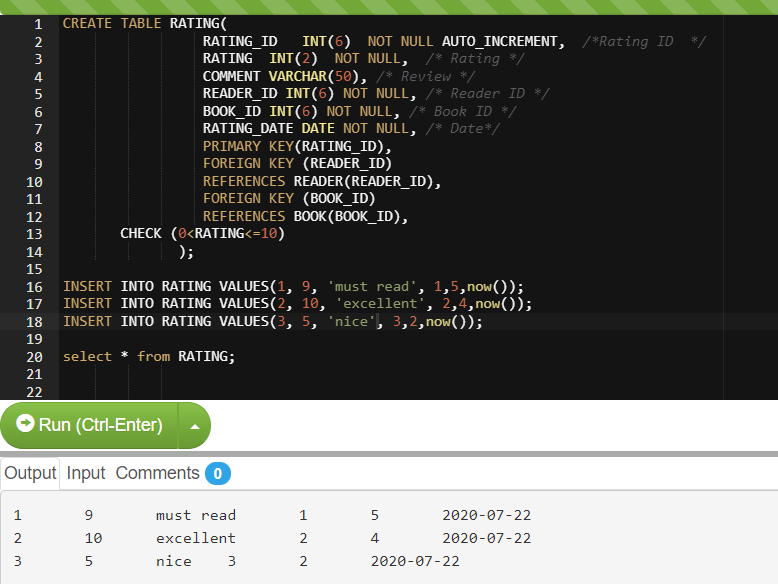 1 CREATE TABLE RATING(
2 RATING_ID INT(6) NOT NULL AUTO_INCREMENT, /*Rating ID */
3 RATING INT(2) NOT NULL, /* Rating */
4 COMMENT VARCHAR(50), /* Review */
5 READER_ID INT(6) NOT NULL, /* Reader ID */
6 BOOK_ID INT(6) NOT NULL, /* Book ID */
7 RATING_DATE DATE NOT NULL, /* Date*/
8 PRIMARY KEY(RATING_ID),
9 FOREIGN KEY (READER_ID)
10 REFERENCES READER(READER_ID),
11 FOREIGN KEY (BOOK_ID)
12 REFERENCES BOOK(BOOK_ID),
13 CHECK (0<RATING<=10)
14 );
15
16 INSERT INTO RATING VALUES(1, 9, 'must read', 1,5,now());
17 INSERT INTO RATING VALUES(2, 10, 'excellent', 2,4,now());
18 INSERT INTO RATING VALUES(3, 5, 'nice', 3,2,now());
19
20 select * from RATING;
21
22
Run (Ctrl-Enter)
Output Input Comments 0
1 9 must read 1 5 2020-07-22
2 10 excellent 2 4 2020-07-22
3 5 nice 3 2 2020-07-22